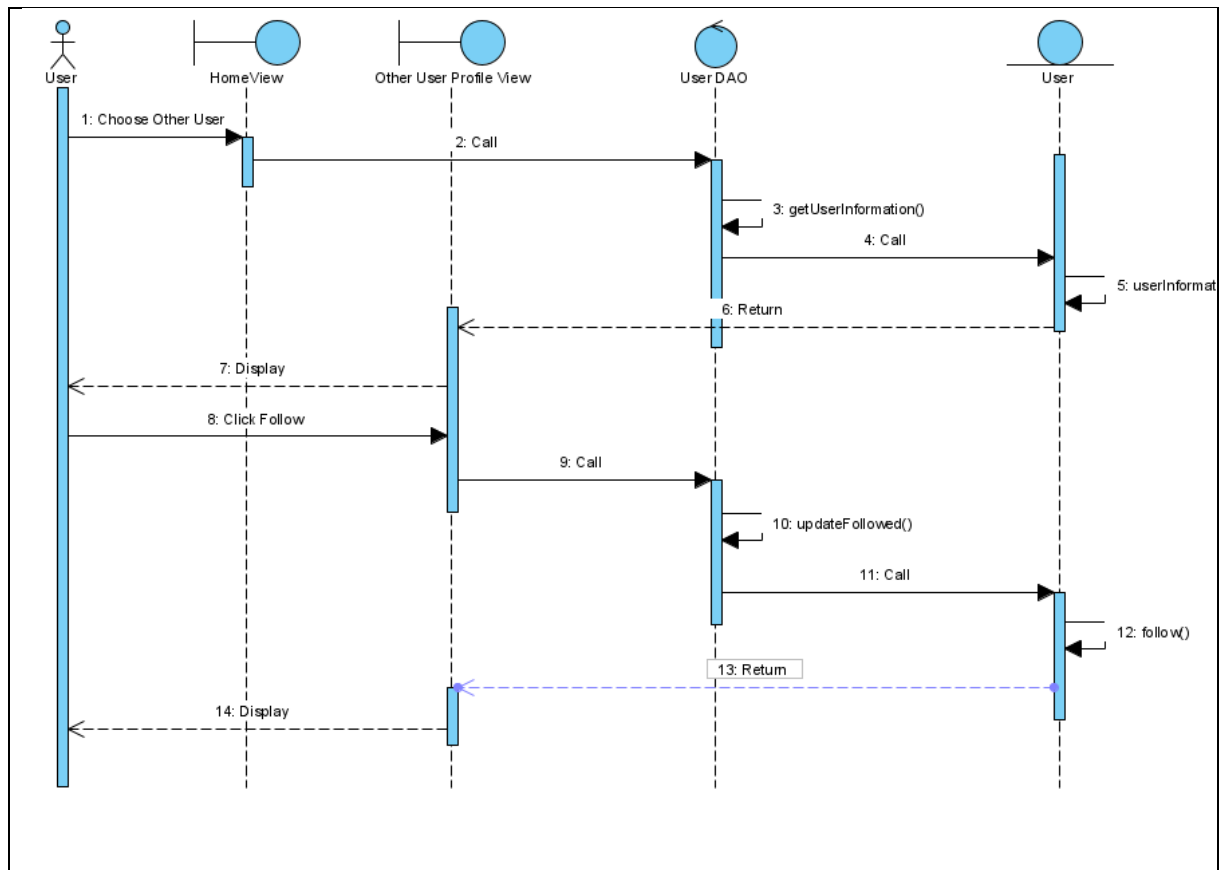 User
HomeView
Other User Profile View
User DAO
User
1: Choose Other User
2: Call
3: getUserInformation()
4: Call
5: userInformat
6: Return
7: Display
8: Click Follow
9: Call
10: updateFollowed()
11: Call
12: follow()
13: Return
14: Display